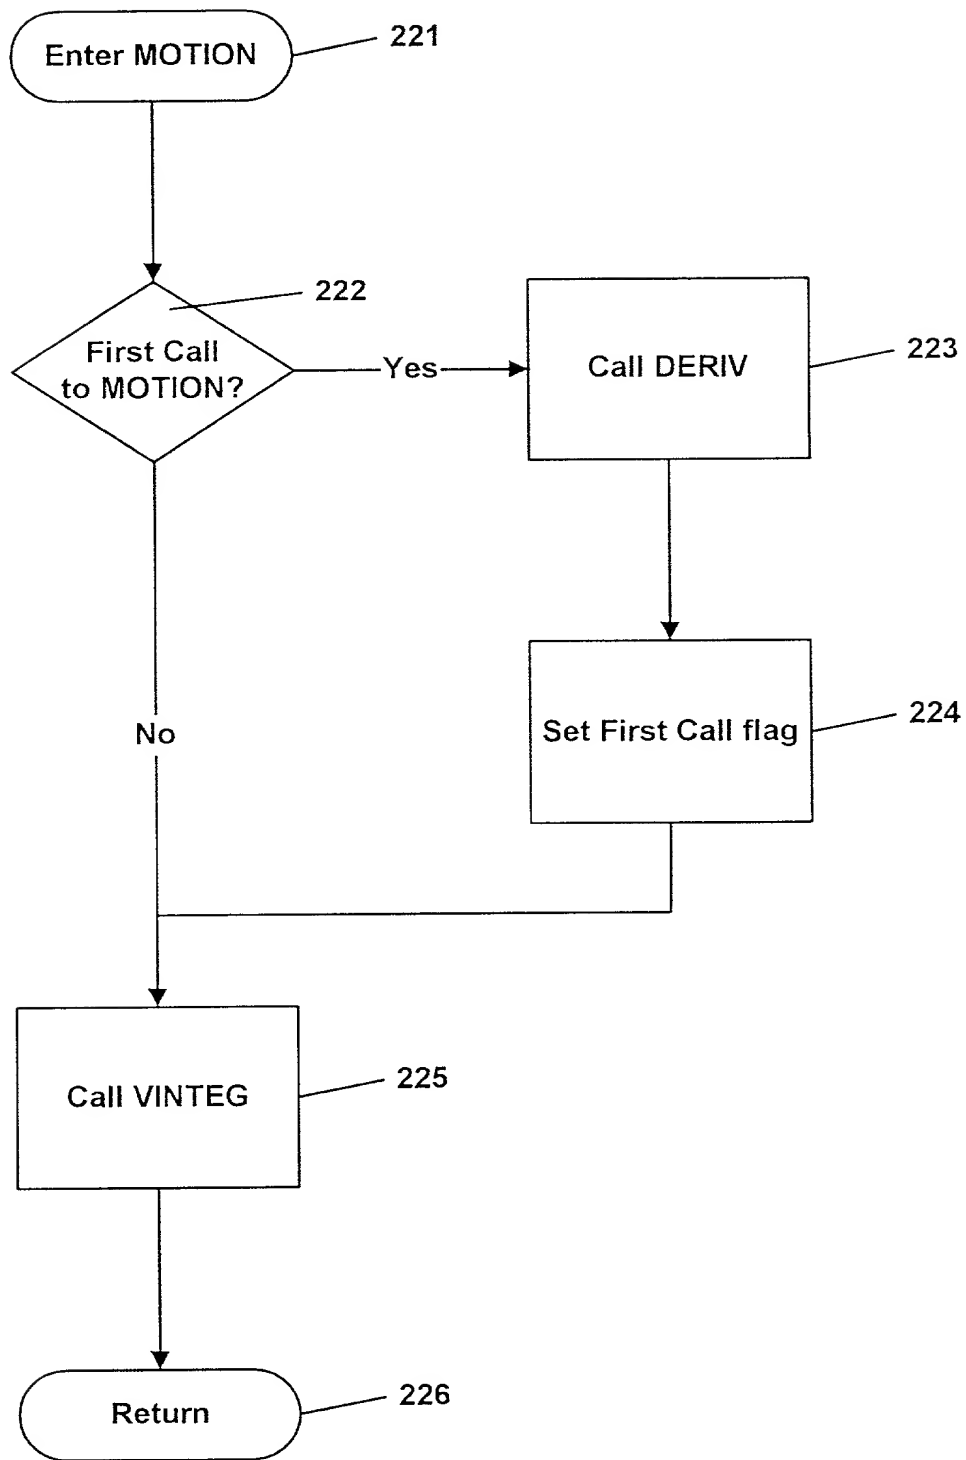 Enter MOTION
221
222
First Call
to MOTION?
Yes
Call DERIV
223
Set First Call flag
224
No
Call VINTEG
225
Return
226